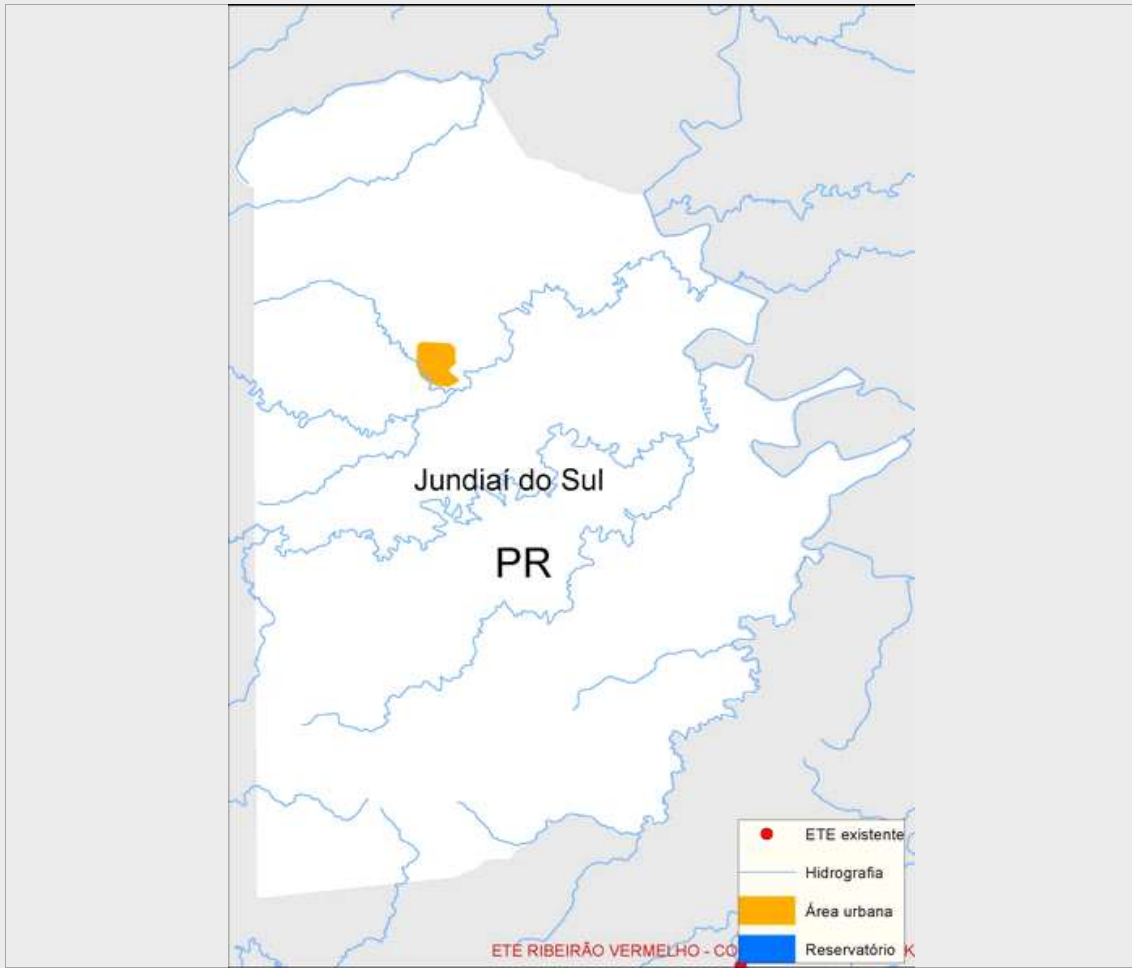 Jundiaí do Sul
PR
ETE existente
Hidrografia
Área urbana
Reservatório
ETE RIBEIRÃO VERMELHO - CO